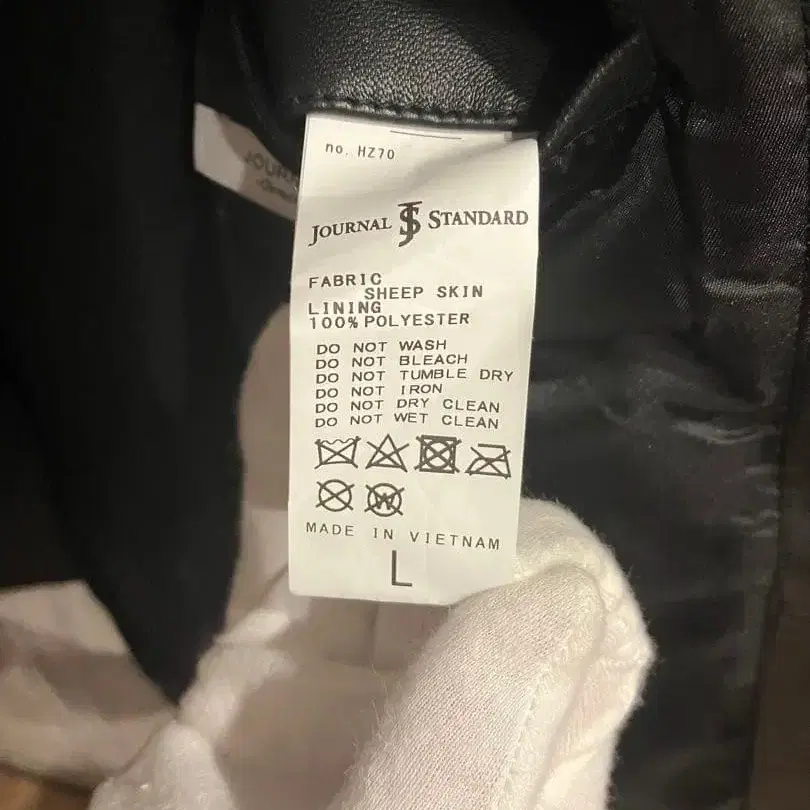 no. HZ70
JOURNAL JS STANDARD
FABRIC
SHEEP SKIN
LINING
100% POLYESTER
DO NOT WASH
DO NOT BLEACH
DO NOT TUMBLE DRY
DO NOT IRON
DO NOT DRY CLEAN
DO NOT WET CLEAN
W
MADE IN VIETNAM
L